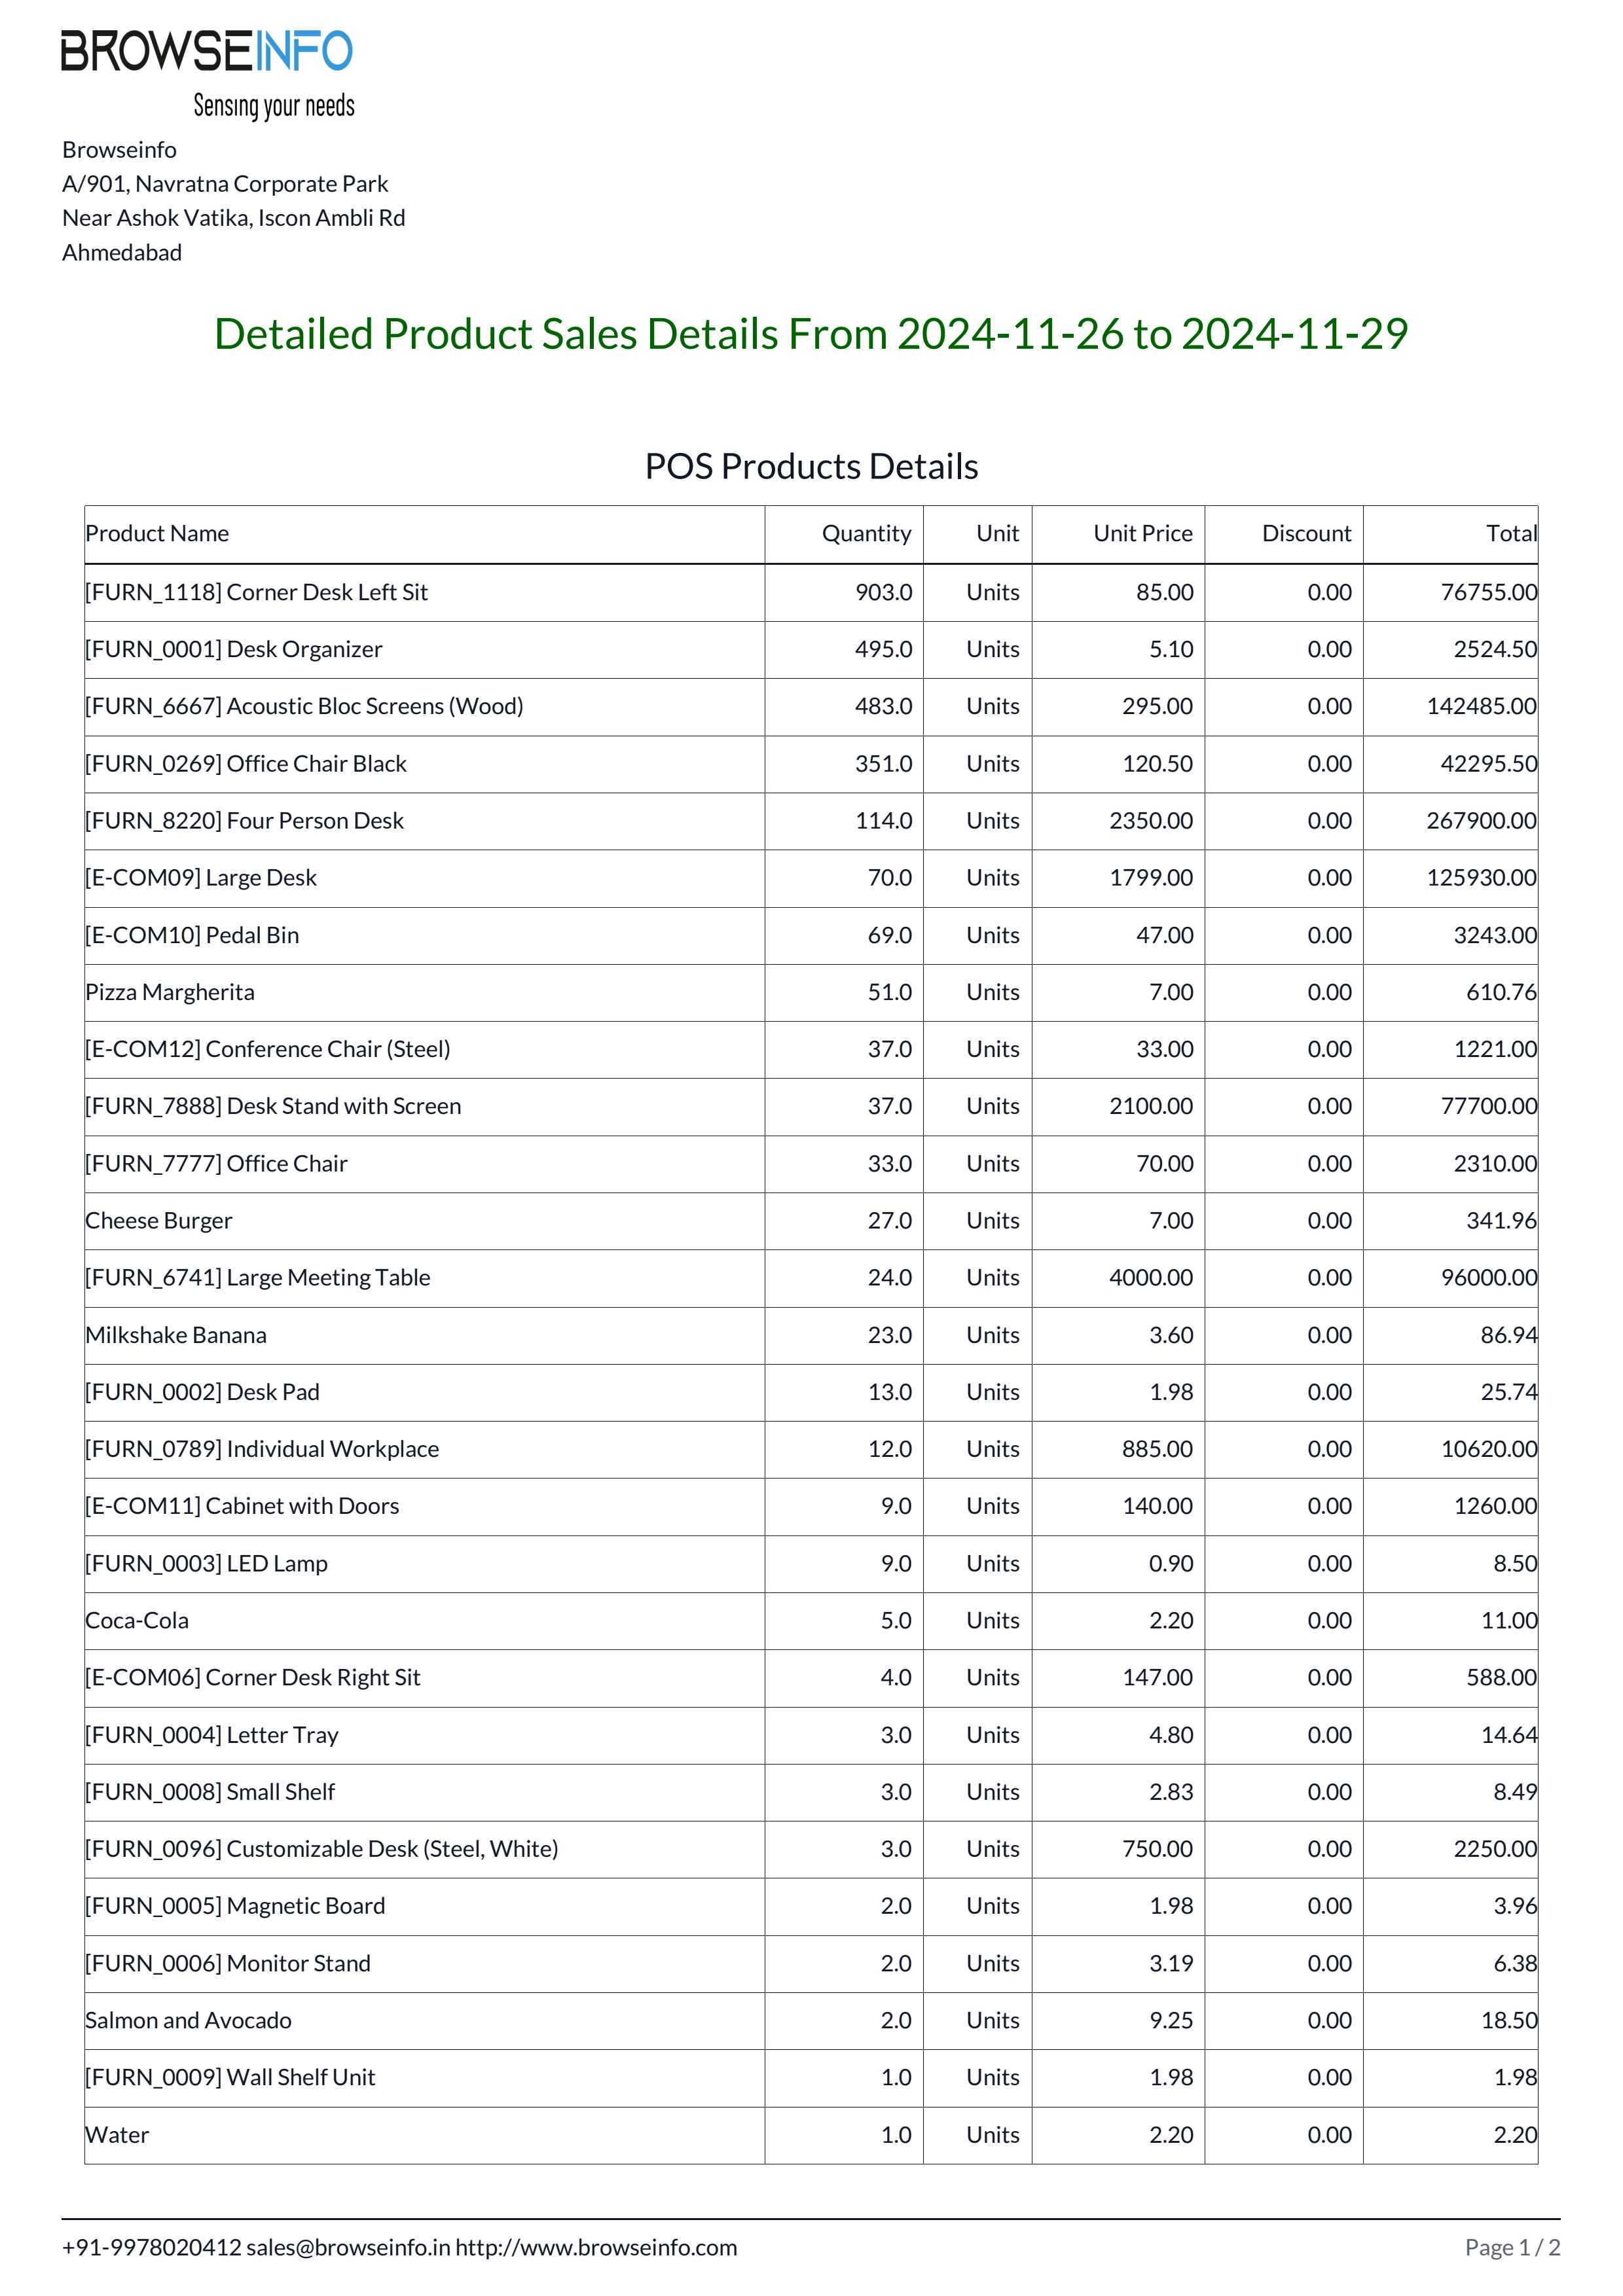 BROWSEINFO
Sensing your needs
Browseinfo
A/901, Navratna Corporate Park
Near Ashok Vatika, Iscon Ambli Rd
Ahmedabad
Detailed Product Sales Details From 2024-11-26 to 2024-11-29
POS Products Details
Product Name Quantity Unit Unit Price Discount Total
[FURN_1118] Corner Desk Left Sit 903.0 Units 85.00 0.00 76755.00
[FURN_0001] Desk Organizer 495.0 Units 5.10 0.00 2524.50
[FURN_6667] Acoustic Bloc Screens (Wood) 483.0 Units 295.00 0.00 142485.00
[FURN_0269] Office Chair Black 351.0 Units 120.50 0.00 42295.50
[FURN_8220] Four Person Desk 114.0 Units 2350.00 0.00 267900.00
[E-COM09] Large Desk 70.0 Units 1799.00 0.00 125930.00
[E-COM10] Pedal Bin 69.0 Units 47.00 0.00 3243.00
Pizza Margherita 51.0 Units 7.00 0.00 610.76
[E-COM12] Conference Chair (Steel) 37.0 Units 33.00 0.00 1221.00
[FURN_7888] Desk Stand with Screen 37.0 Units 2100.00 0.00 77700.00
[FURN_7777] Office Chair 33.0 Units 70.00 0.00 2310.00
Cheese Burger 27.0 Units 7.00 0.00 341.96
[FURN_6741] Large Meeting Table 24.0 Units 4000.00 0.00 96000.00
Milkshake Banana 23.0 Units 3.60 0.00 86.94
[FURN_0002] Desk Pad 13.0 Units 1.98 0.00 25.74
[FURN_0789] Individual Workplace 12.0 Units 885.00 0.00 10620.00
[E-COM11] Cabinet with Doors 9.0 Units 140.00 0.00 1260.00
[FURN_0003] LED Lamp 9.0 Units 0.90 0.00 8.50
Coca-Cola 5.0 Units 2.20 0.00 11.00
[E-COM06] Corner Desk Right Sit 4.0 Units 147.00 0.00 588.00
[FURN_0004] Letter Tray 3.0 Units 4.80 0.00 14.64
[FURN_0008] Small Shelf 3.0 Units 2.83 0.00 8.49
[FURN_0096] Customizable Desk (Steel, White) 3.0 Units 750.00 0.00 2250.00
[FURN_0005] Magnetic Board 2.0 Units 1.98 0.00 3.96
[FURN_0006] Monitor Stand 2.0 Units 3.19 0.00 6.38
Salmon and Avocado 2.0 Units 9.25 0.00 18.50
[FURN_0009] Wall Shelf Unit 1.0 Units 1.98 0.00 1.98
Water 1.0 Units 2.20 0.00 2.20
+91-9978020412 sales@browseinfo.in http://www.browseinfo.com Page 1 / 2